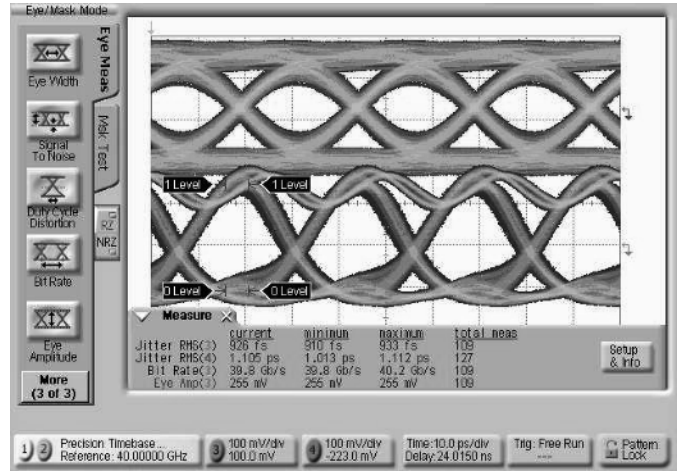 Eye/Mask Mode
Eye Meas
Msk Test
RZ
NRZ
Eye Width
Signal
To Noise
Duty Cycle
Distortion
Bit Rate
Eye
Amplitude
More
(3 of 3)
1 Level 1 Level
0 Level 0 Level
Measure
current minimum maximum total meas
Jitter RMS(3) 926 fs 910 fs 933 fs 109
Jitter RMS(4) 1.105 ps 1.013 ps 1.112 ps 127
Bit Rate(3) 39.8 Gb/s 39.8 Gb/s 40.2 Gb/s 109
Eye Amp(3) 255 mV 255 mV 255 mV 109
Setup
& Info
1 2 Precision Timebase...
Reference: 40.00000 GHz
3 100 mV/div
100.0 mV
4 100 mV/div
-223.0 mV
Time:10.0 ps/div
Delay:24.0150 ns
Trig: Free Run
---
Pattern
Lock